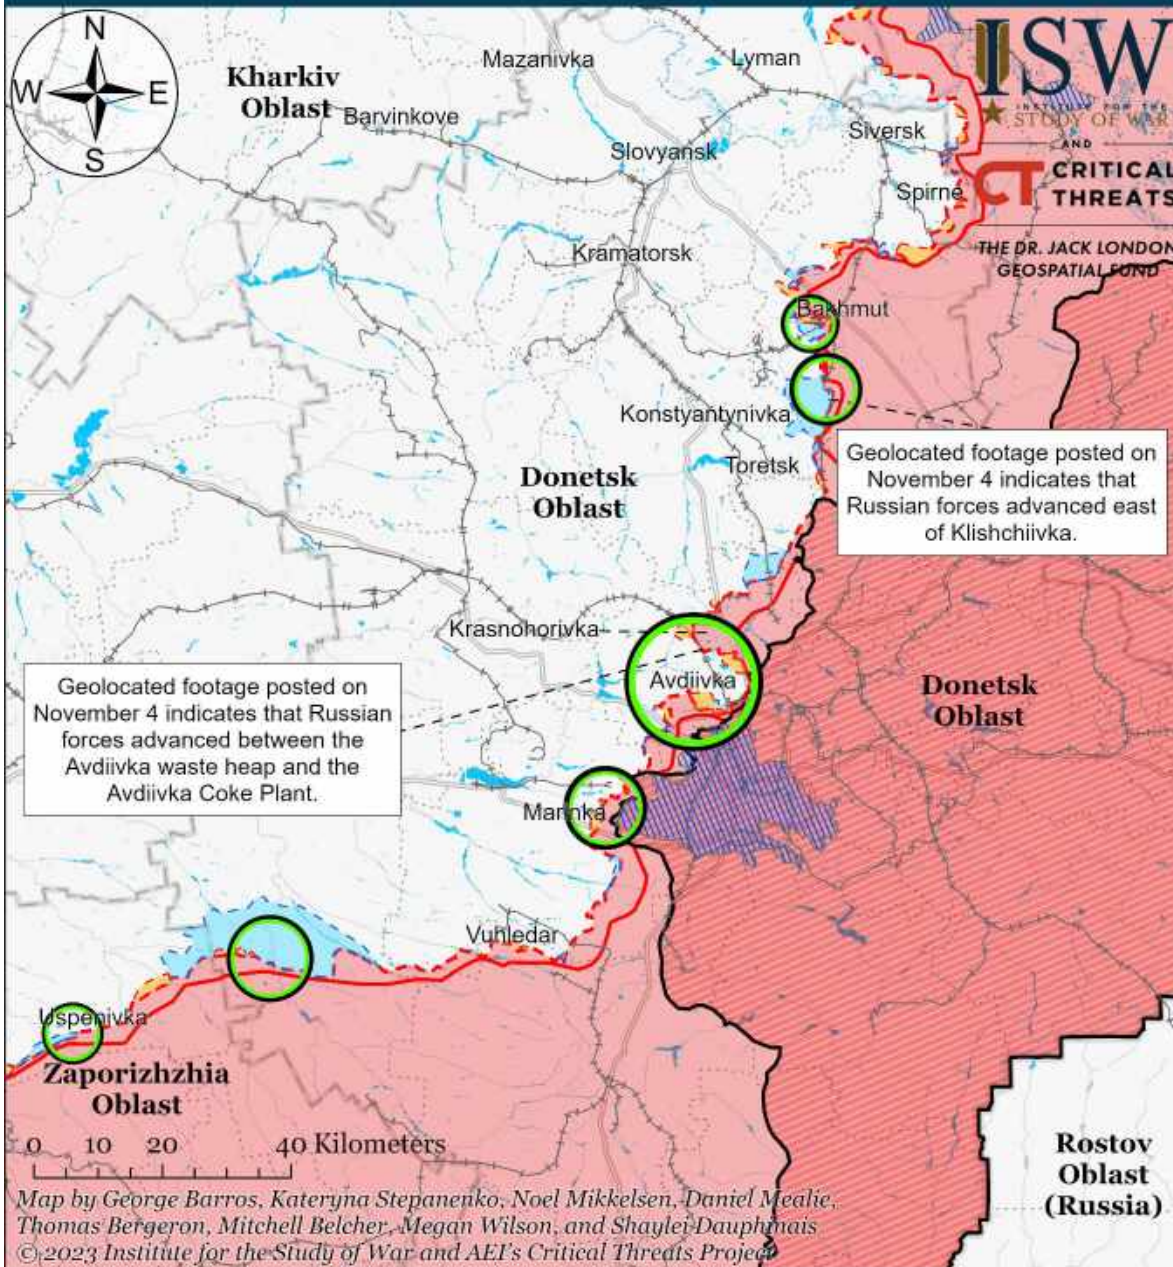 N
W
E
S
ISW
INSTITUTE FOR THE
STUDY OF WAR
AND
CT CRITICAL
THREATS
THE DR. JACK LONDON
GEOSPATIAL FUND
Kharkiv
Oblast
Mazanivka
Lyman
Barvinkove
Siversk
Slovyansk
Spirne
Kramatorsk
Bakhmut
Konstyantynivka
Toretsk
Donetsk
Oblast
Geolocated footage posted on
November 4 indicates that
Russian forces advanced east
of Klishchiivka.
Krasnohorivka
Avdiivka
Geolocated footage posted on
November 4 indicates that Russian
forces advanced between the
Avdiivka waste heap and the
Avdiivka Coke Plant.
Donetsk
Oblast
Marinka
Vuhledar
Uspenivka
Zaporizhzhia
Oblast
0 10 20 40 Kilometers
Rostov
Oblast
(Russia)
Map by George Barros, Kateryna Stepanenko, Noel Mikkelsen, Daniel Mealie,
Thomas Bergeron, Mitchell Belcher, Megan Wilson, and Shaylei Dauphinais
© 2023 Institute for the Study of War and AEI's Critical Threats Project